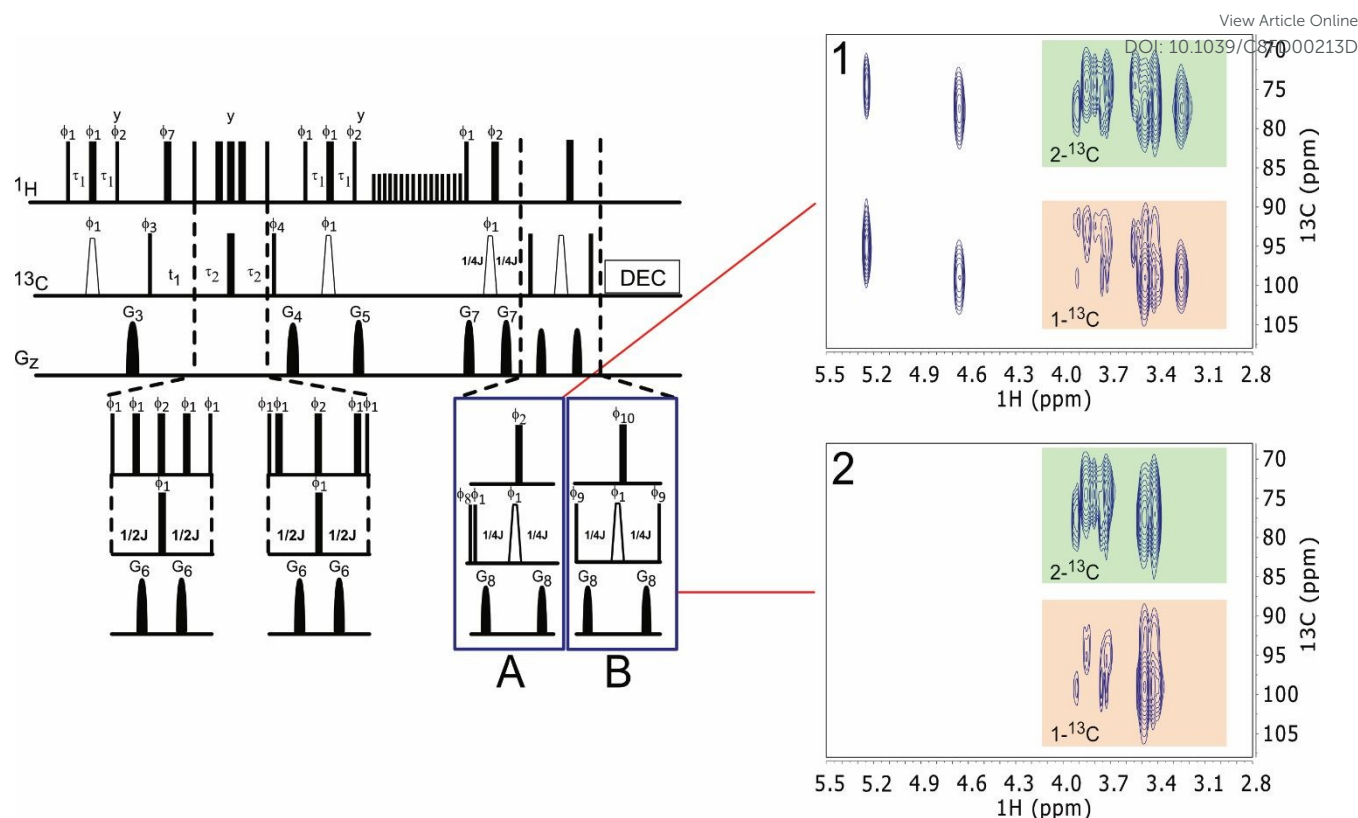 View Article Online
DOI: 10.1039/C8FD00213D
y y y
ϕ1 ϕ1 ϕ2 ϕ7 ϕ1 ϕ1 ϕ2 ϕ1 ϕ2
τ1 τ1 τ1 τ1
1H
ϕ1 ϕ3 ϕ4 ϕ1 ϕ1
t1 τ2 τ2 1/4J 1/4J
13C
DEC
G3 G4 G5 G7 G7
Gz
ϕ1 ϕ1 ϕ2 ϕ1 ϕ1
ϕ1
1/2J 1/2J
G6 G6
ϕ1 ϕ1 ϕ2 ϕ1 ϕ1
ϕ1
1/2J 1/2J
G6 G6
ϕ2
ϕ8 ϕ1 ϕ1
1/4J 1/4J
G8 G8
A
ϕ10
ϕ9 ϕ1 ϕ9
1/4J 1/4J
G8 G8
B
1
2-13C
1-13C
70
75
80
85
90
95
100
105
13C (ppm)
5.5 5.2 4.9 4.6 4.3 4.0 3.7 3.4 3.1 2.8
1H (ppm)
2
2-13C
1-13C
70
75
80
85
90
95
100
105
13C (ppm)
5.5 5.2 4.9 4.6 4.3 4.0 3.7 3.4 3.1 2.8
1H (ppm)